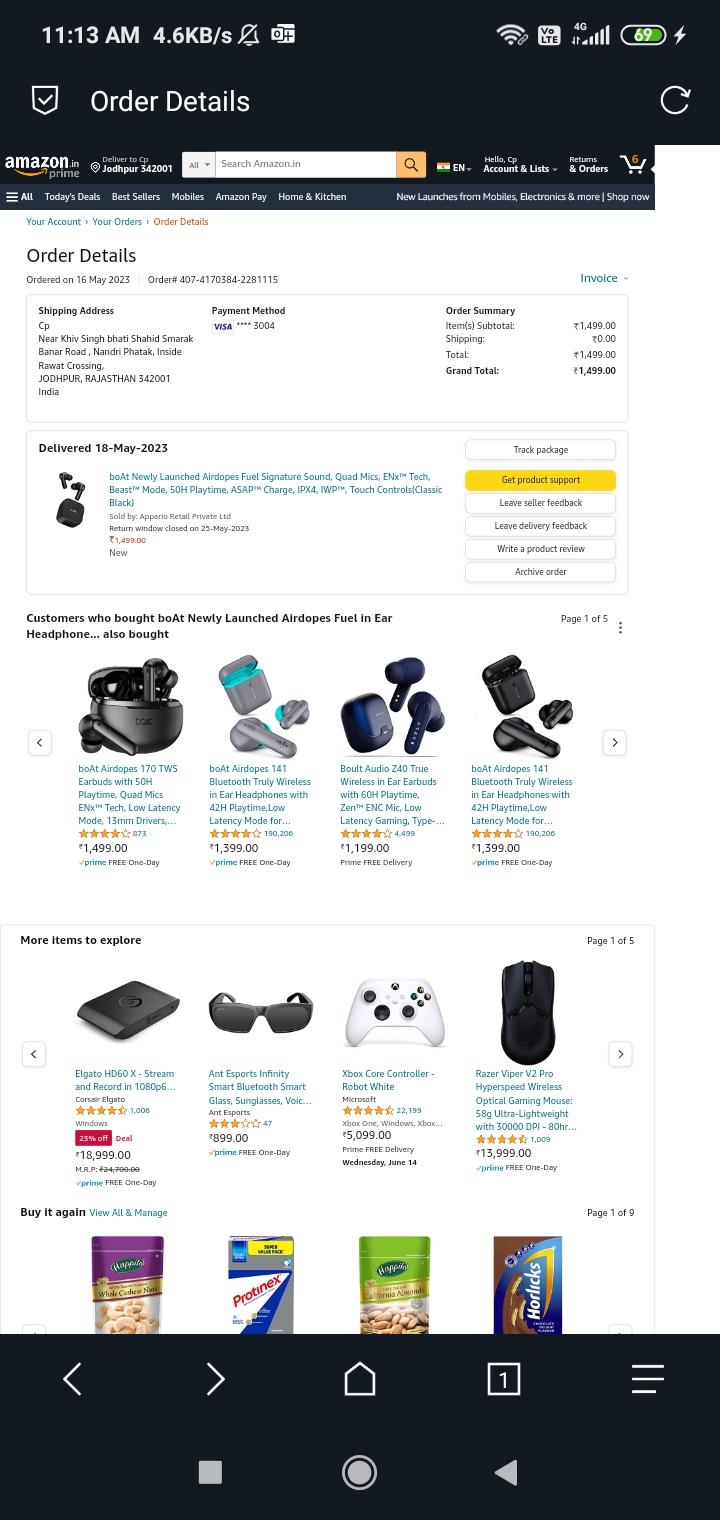 11:13 AM 4.6KB/s
Vo LTE 4G 69
Order Details
amazon.in prime
Deliver to Cp
Jodhpur 342001
All
Search Amazon.in
EN
Hello, Cp
Account & Lists
Returns
& Orders
6
All Today's Deals Best Sellers Mobiles Amazon Pay Home & Kitchen New Launches from Mobiles, Electronics & more | Shop now
Your Account › Your Orders › Order Details
Order Details
Ordered on 16 May 2023 Order# 407-4170384-2281115 Invoice
Shipping Address
Cp
Near Khiv Singh bhati Shahid Smarak
Banar Road , Nandri Phatak, Inside
Rawat Crossing,
JODHPUR, RAJASTHAN 342001
India
Payment Method
VISA **** 3004
Order Summary
Item(s) Subtotal: ₹1,499.00
Shipping: ₹0.00
Total: ₹1,499.00
Grand Total: ₹1,499.00
Delivered 18-May-2023
boAt Newly Launched Airdopes Fuel Signature Sound, Quad Mics, ENx™ Tech,
Beast™ Mode, 50H Playtime, ASAP™ Charge, IPX4, IWP™, Touch Controls(Classic
Black)
Sold by: Appario Retail Private Ltd
Return window closed on 25-May-2023
₹1,499.00
New
Track package
Get product support
Leave seller feedback
Leave delivery feedback
Write a product review
Archive order
Customers who bought boAt Newly Launched Airdopes Fuel in Ear
Headphone... also bought
Page 1 of 5
boAt
boAt Airdopes 170 TWS
Earbuds with 50H
Playtime, Quad Mics
ENx™ Tech, Low Latency
Mode, 13mm Drivers,...
873
₹1,499.00
prime FREE One-Day
boAt Airdopes 141
Bluetooth Truly Wireless
in Ear Headphones with
42H Playtime,Low
Latency Mode for...
190,206
₹1,399.00
prime FREE One-Day
Boult Audio Z40 True
Wireless in Ear Earbuds
with 60H Playtime,
Zen™ ENC Mic, Low
Latency Gaming, Type-...
4,499
₹1,199.00
Prime FREE Delivery
boAt Airdopes 141
Bluetooth Truly Wireless
in Ear Headphones with
42H Playtime,Low
Latency Mode for...
190,206
₹1,399.00
prime FREE One-Day
More items to explore
Page 1 of 5
Elgato HD60 X - Stream
and Record in 1080p6...
Corsair Elgato
1,006
Windows
23% off Deal
₹18,999.00
M.R.P: ₹24,700.00
prime FREE One-Day
Ant Esports Infinity
Smart Bluetooth Smart
Glass, Sunglasses, Voic...
Ant Esports
47
₹899.00
prime FREE One-Day
Xbox Core Controller -
Robot White
Microsoft
22,199
Xbox One, Windows, Xbox...
₹5,099.00
Prime FREE Delivery
Wednesday, June 14
Razer Viper V2 Pro
Hyperspeed Wireless
Optical Gaming Mouse:
58g Ultra-Lightweight
with 30000 DPI - 80hr...
1,009
₹13,999.00
prime FREE One-Day
Buy it again View All & Manage
Page 1 of 9
Happilo
Whole Cashew Nuts
SUPER
VALUE PACK
Protinex
Happilo
California Almonds
Horlicks
CHOCOLATE
DELIGHT
FLAVOUR
1